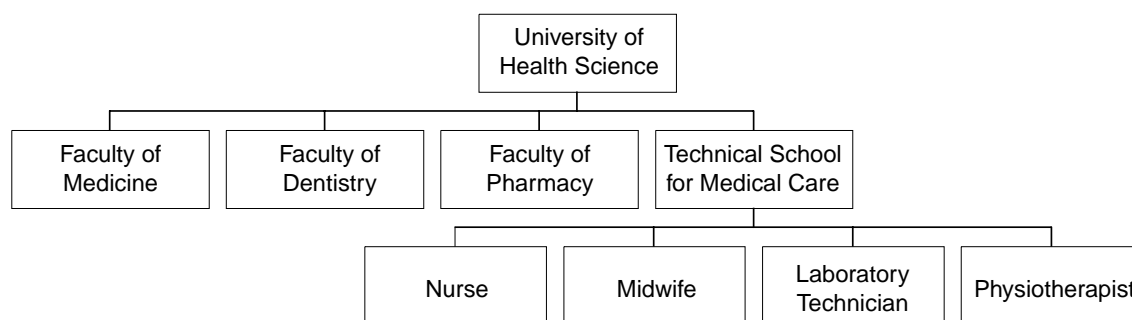 University of
Health Science
Faculty of
Medicine
Faculty of
Dentistry
Faculty of
Pharmacy
Technical School
for Medical Care
Nurse
Midwife
Laboratory
Technician
Physiotherapist